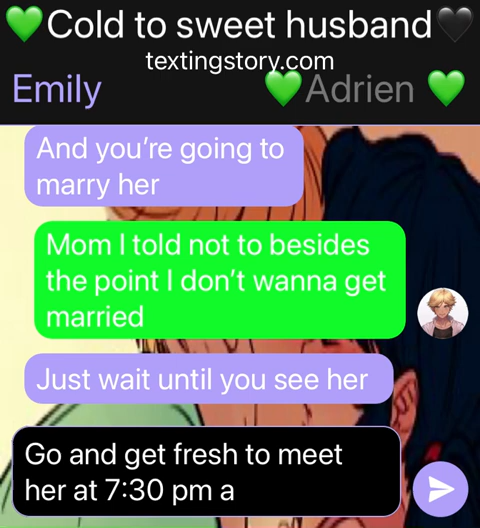 💚Cold to sweet husband🖤
textingstory.com
Emily 💚Adrien 💚
And you’re going to
marry her
Mom I told not to besides
the point I don’t wanna get
married
Just wait until you see her
Go and get fresh to meet
her at 7:30 pm a